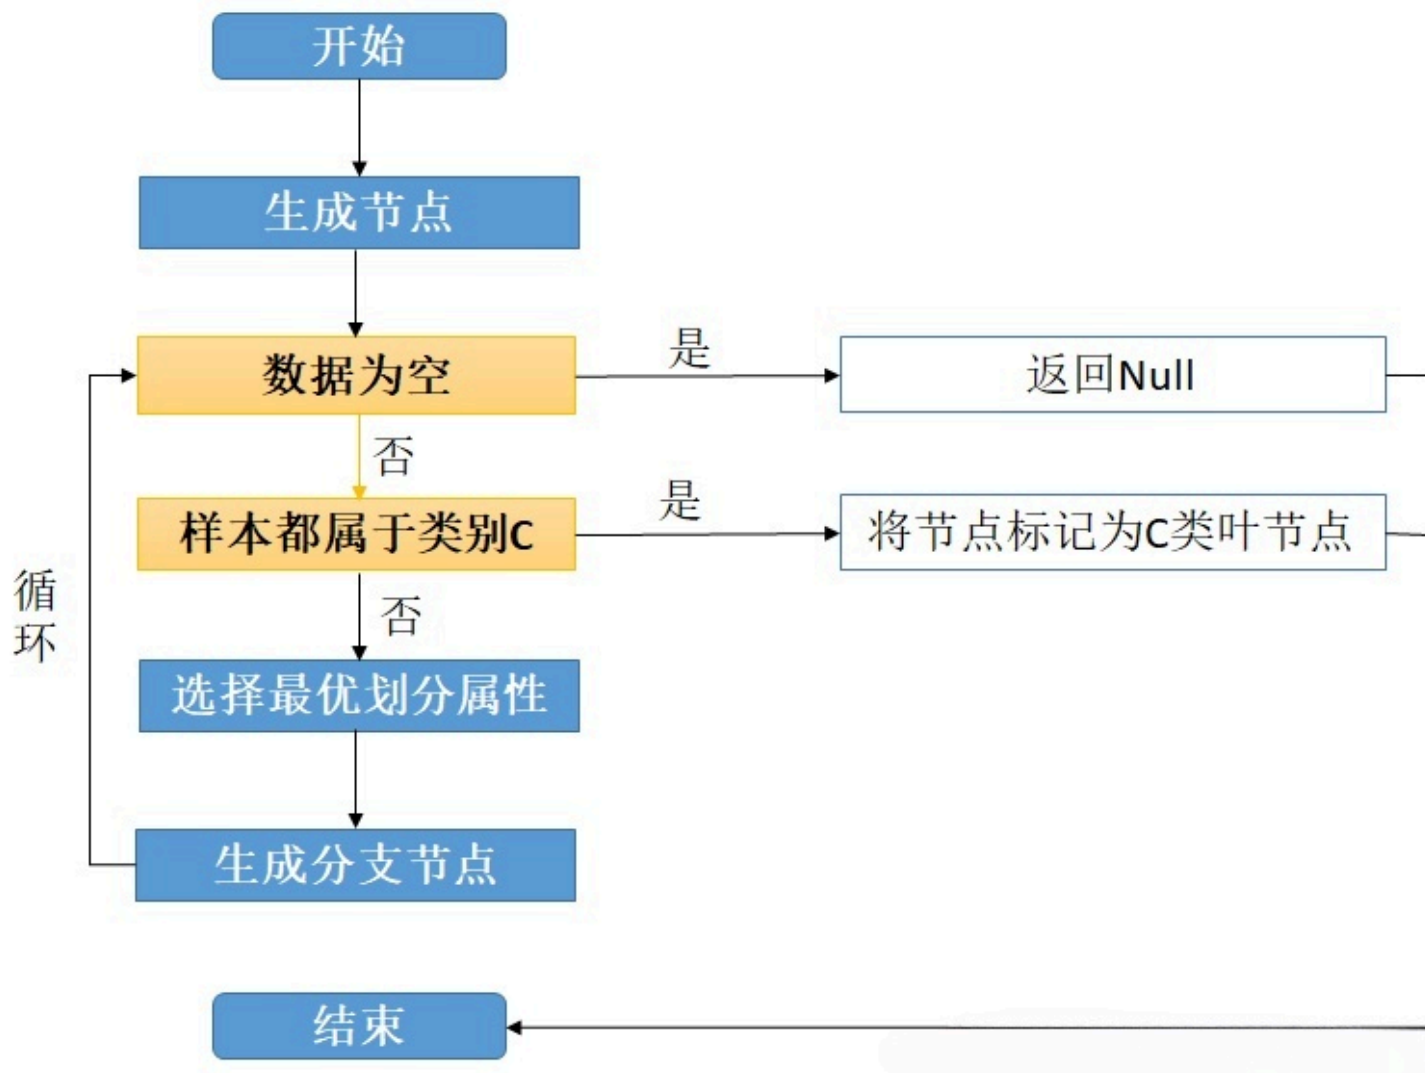 开始
生成节点
数据为空
是
返回Null
否
样本都属于类别C
是
将节点标记为C类叶节点
否
循
环
选择最优划分属性
生成分支节点
结束